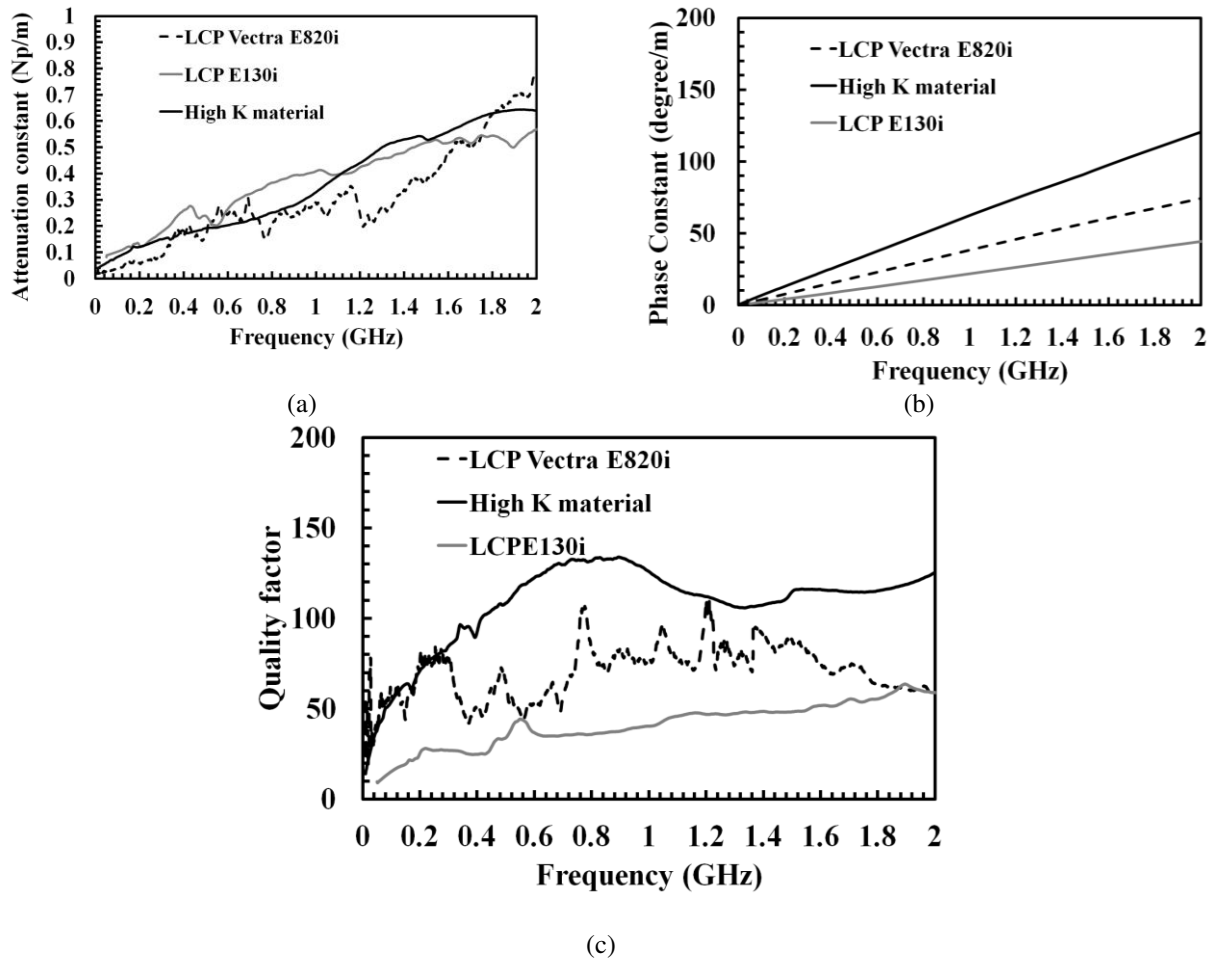 Attenuation constant (Np/m)
1
0.9
0.8
0.7
0.6
0.5
0.4
0.3
0.2
0.1
0
LCP Vectra E820i
LCP E130i
High K material
0 0.2 0.4 0.6 0.8 1 1.2 1.4 1.6 1.8 2
Frequency (GHz)
(a)
Phase Constant (degree/m)
200
150
100
50
0
LCP Vectra E820i
High K material
LCP E130i
0 0.2 0.4 0.6 0.8 1 1.2 1.4 1.6 1.8 2
Frequency (GHz)
(b)
Quality factor
200
150
100
50
0
LCP Vectra E820i
High K material
LCPE130i
0 0.2 0.4 0.6 0.8 1 1.2 1.4 1.6 1.8 2
Frequency (GHz)
(c)